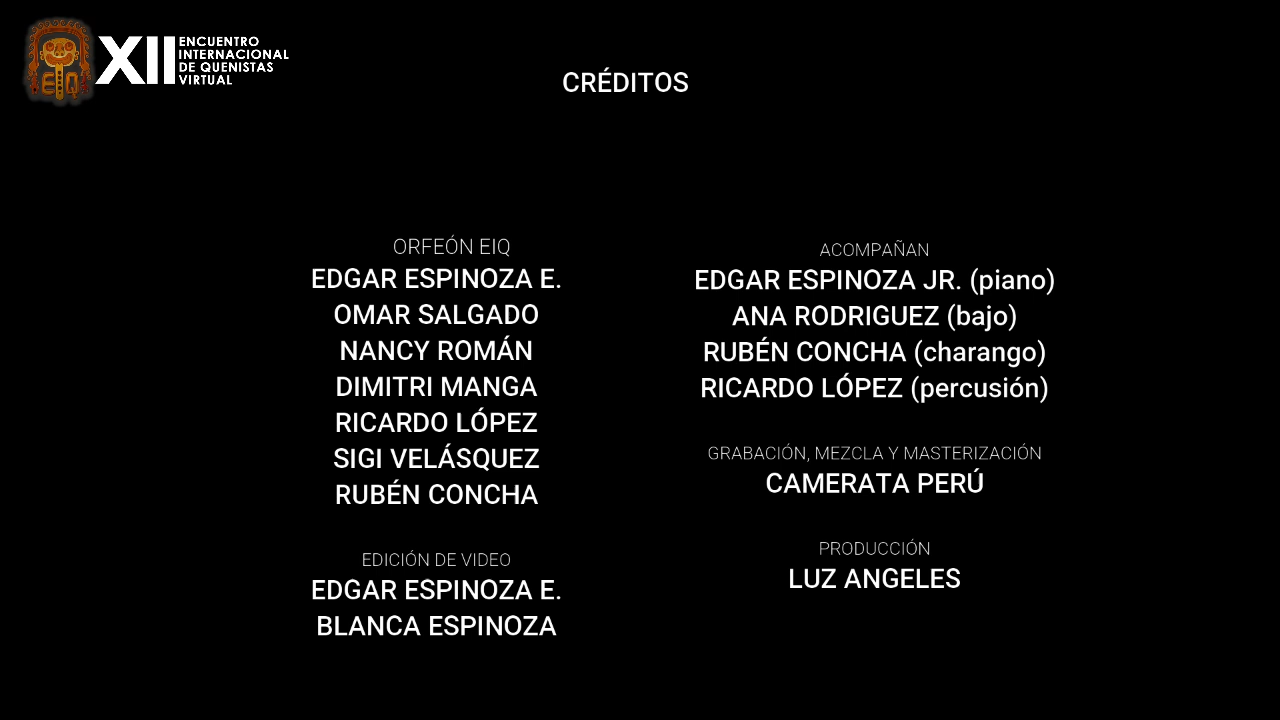 XII
ENCUENTRO
INTERNACIONAL
DE QUENISTAS
VIRTUAL
EIQ
CRÉDITOS
ORFEÓN EIQ
EDGAR ESPINOZA E.
OMAR SALGADO
NANCY ROMÁN
DIMITRI MANGA
RICARDO LÓPEZ
SIGI VELÁSQUEZ
RUBÉN CONCHA
EDICIÓN DE VIDEO
EDGAR ESPINOZA E.
BLANCA ESPINOZA
ACOMPAÑAN
EDGAR ESPINOZA JR. (piano)
ANA RODRIGUEZ (bajo)
RUBÉN CONCHA (charango)
RICARDO LÓPEZ (percusión)
GRABACIÓN, MEZCLA Y MASTERIZACIÓN
CAMERATA PERÚ
PRODUCCIÓN
LUZ ANGELES